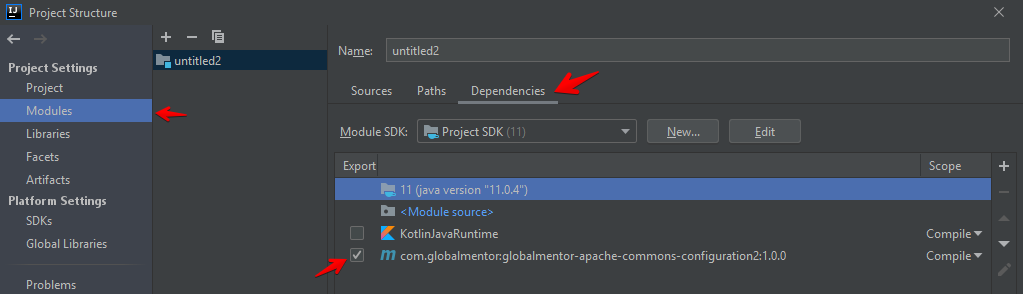 IJ Project Structure
Project Settings
Project
Modules
Libraries
Facets
Artifacts
Platform Settings
SDKs
Global Libraries
Problems
untitled2
Name: untitled2
Sources Paths Dependencies
Module SDK: Project SDK (11) New... Edit
Export Scope
11 (java version "11.0.4")
<Module source>
KotlinJavaRuntime Compile
m com.globalmentor:globalmentor-apache-commons-configuration2:1.0.0 Compile